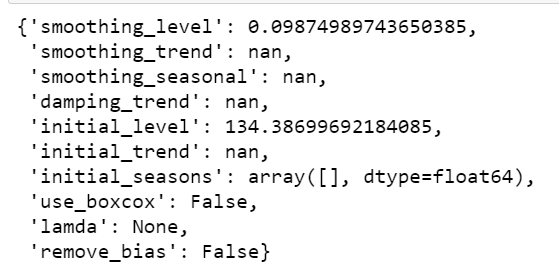 {'smoothing_level': 0.09874989743650385,
'smoothing_trend': nan,
'smoothing_seasonal': nan,
'damping_trend': nan,
'initial_level': 134.38699692184085,
'initial_trend': nan,
'initial_seasons': array([], dtype=float64),
'use_boxcox': False,
'lamda': None,
'remove_bias': False}